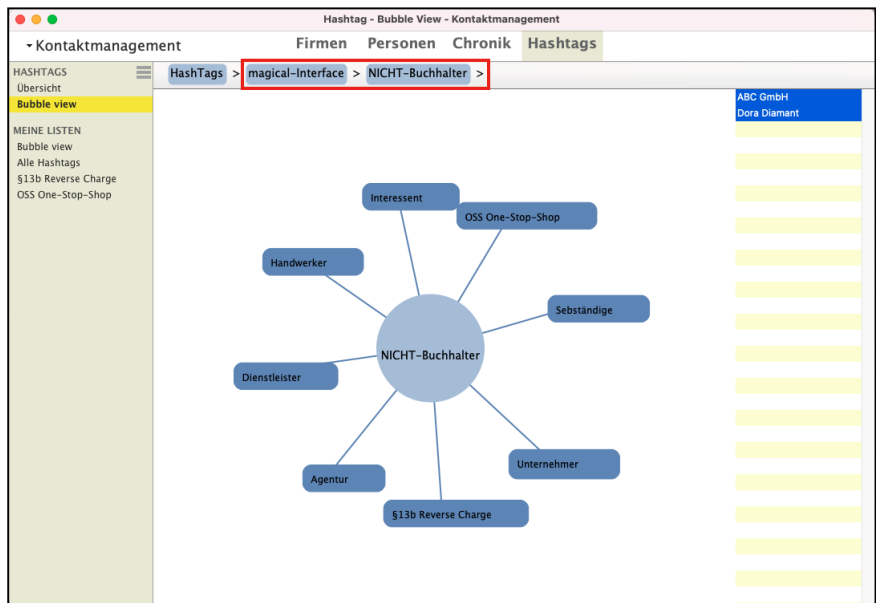 Hashtag - Bubble View - Kontaktmanagement
Kontaktmanagement
Firmen Personen Chronik Hashtags
HASHTAGS
Übersicht
Bubble view
MEINE LISTEN
Bubble view
Alle Hashtags
§13b Reverse Charge
OSS One-Stop-Shop
HashTags > magical-Interface > NICHT-Buchhalter >
Interessent
OSS One-Stop-Shop
Handwerker
Sebständige
NICHT-Buchhalter
Dienstleister
Unternehmer
Agentur
§13b Reverse Charge
ABC GmbH
Dora Diamant